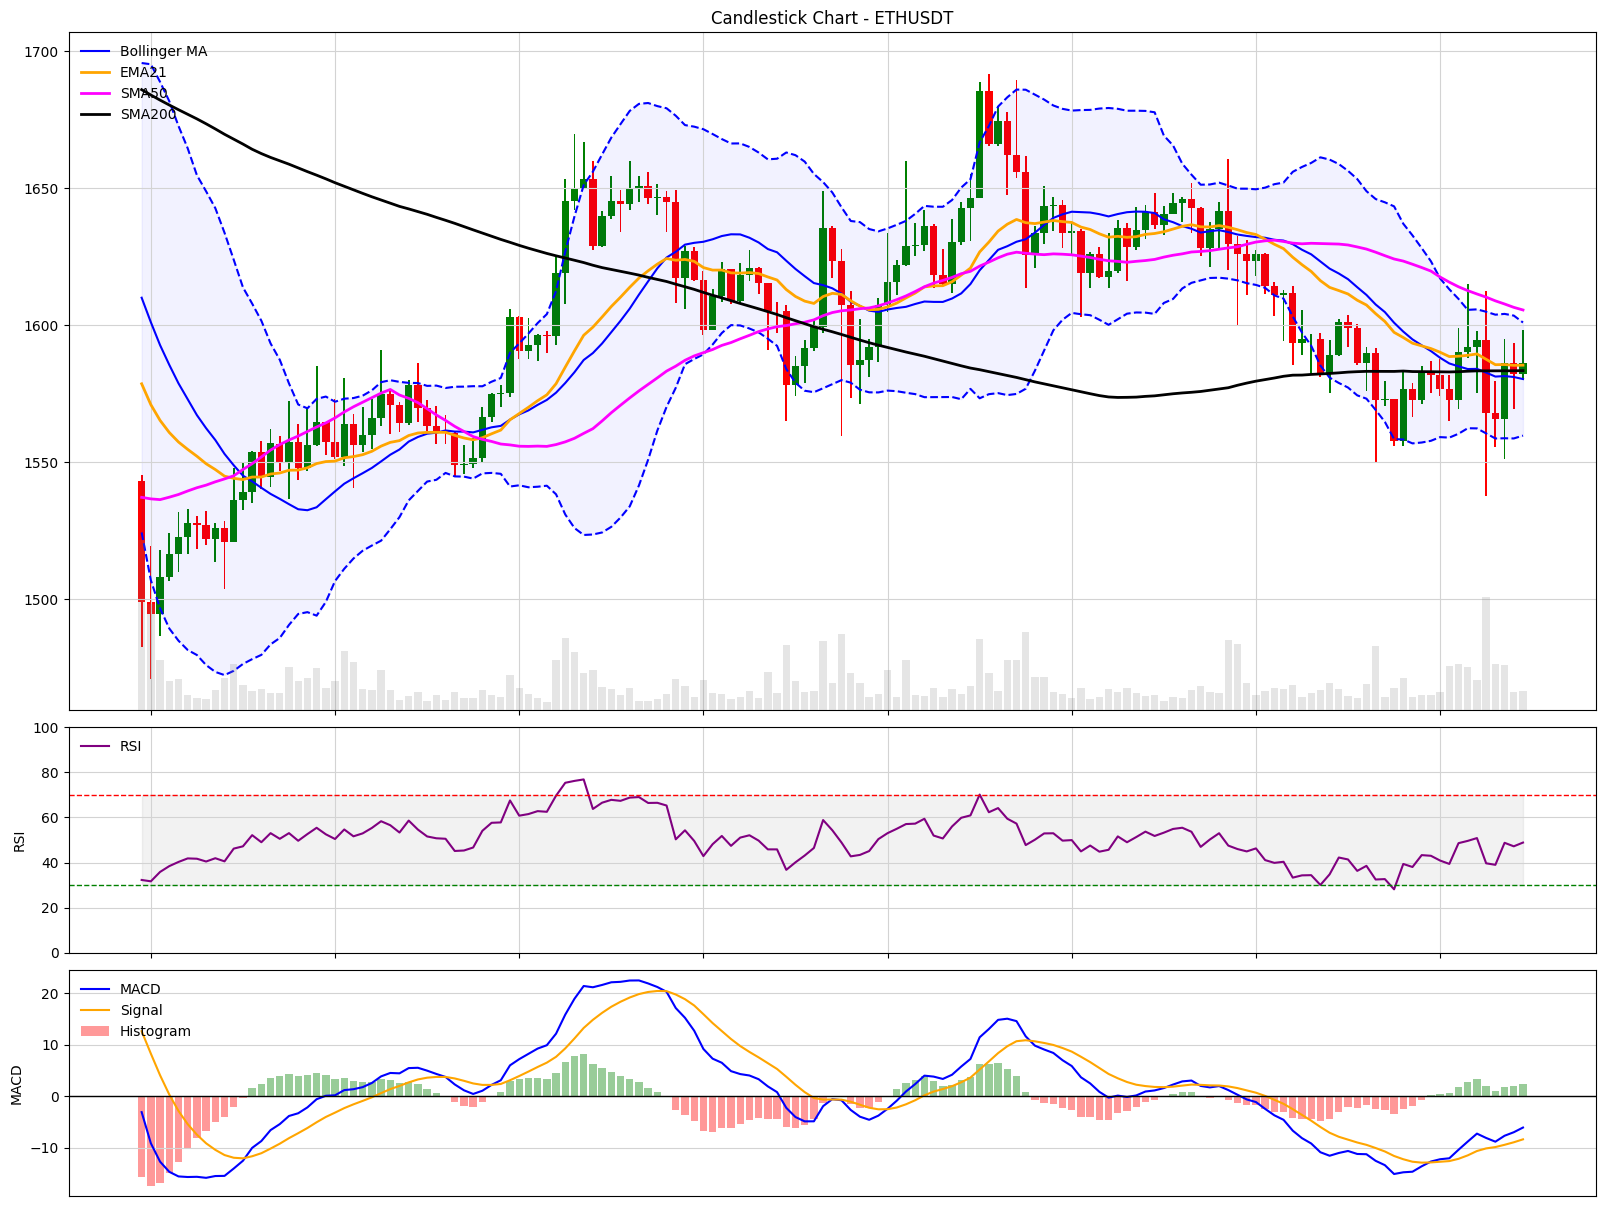 Candlestick Chart - ETHUSDT
1700
1650
1600
1550
1500
Bollinger MA
EMA21
SMA50
SMA200
100
80
60
40
20
0
RSI
RSI
20
10
0
−10
MACD
MACD
Signal
Histogram